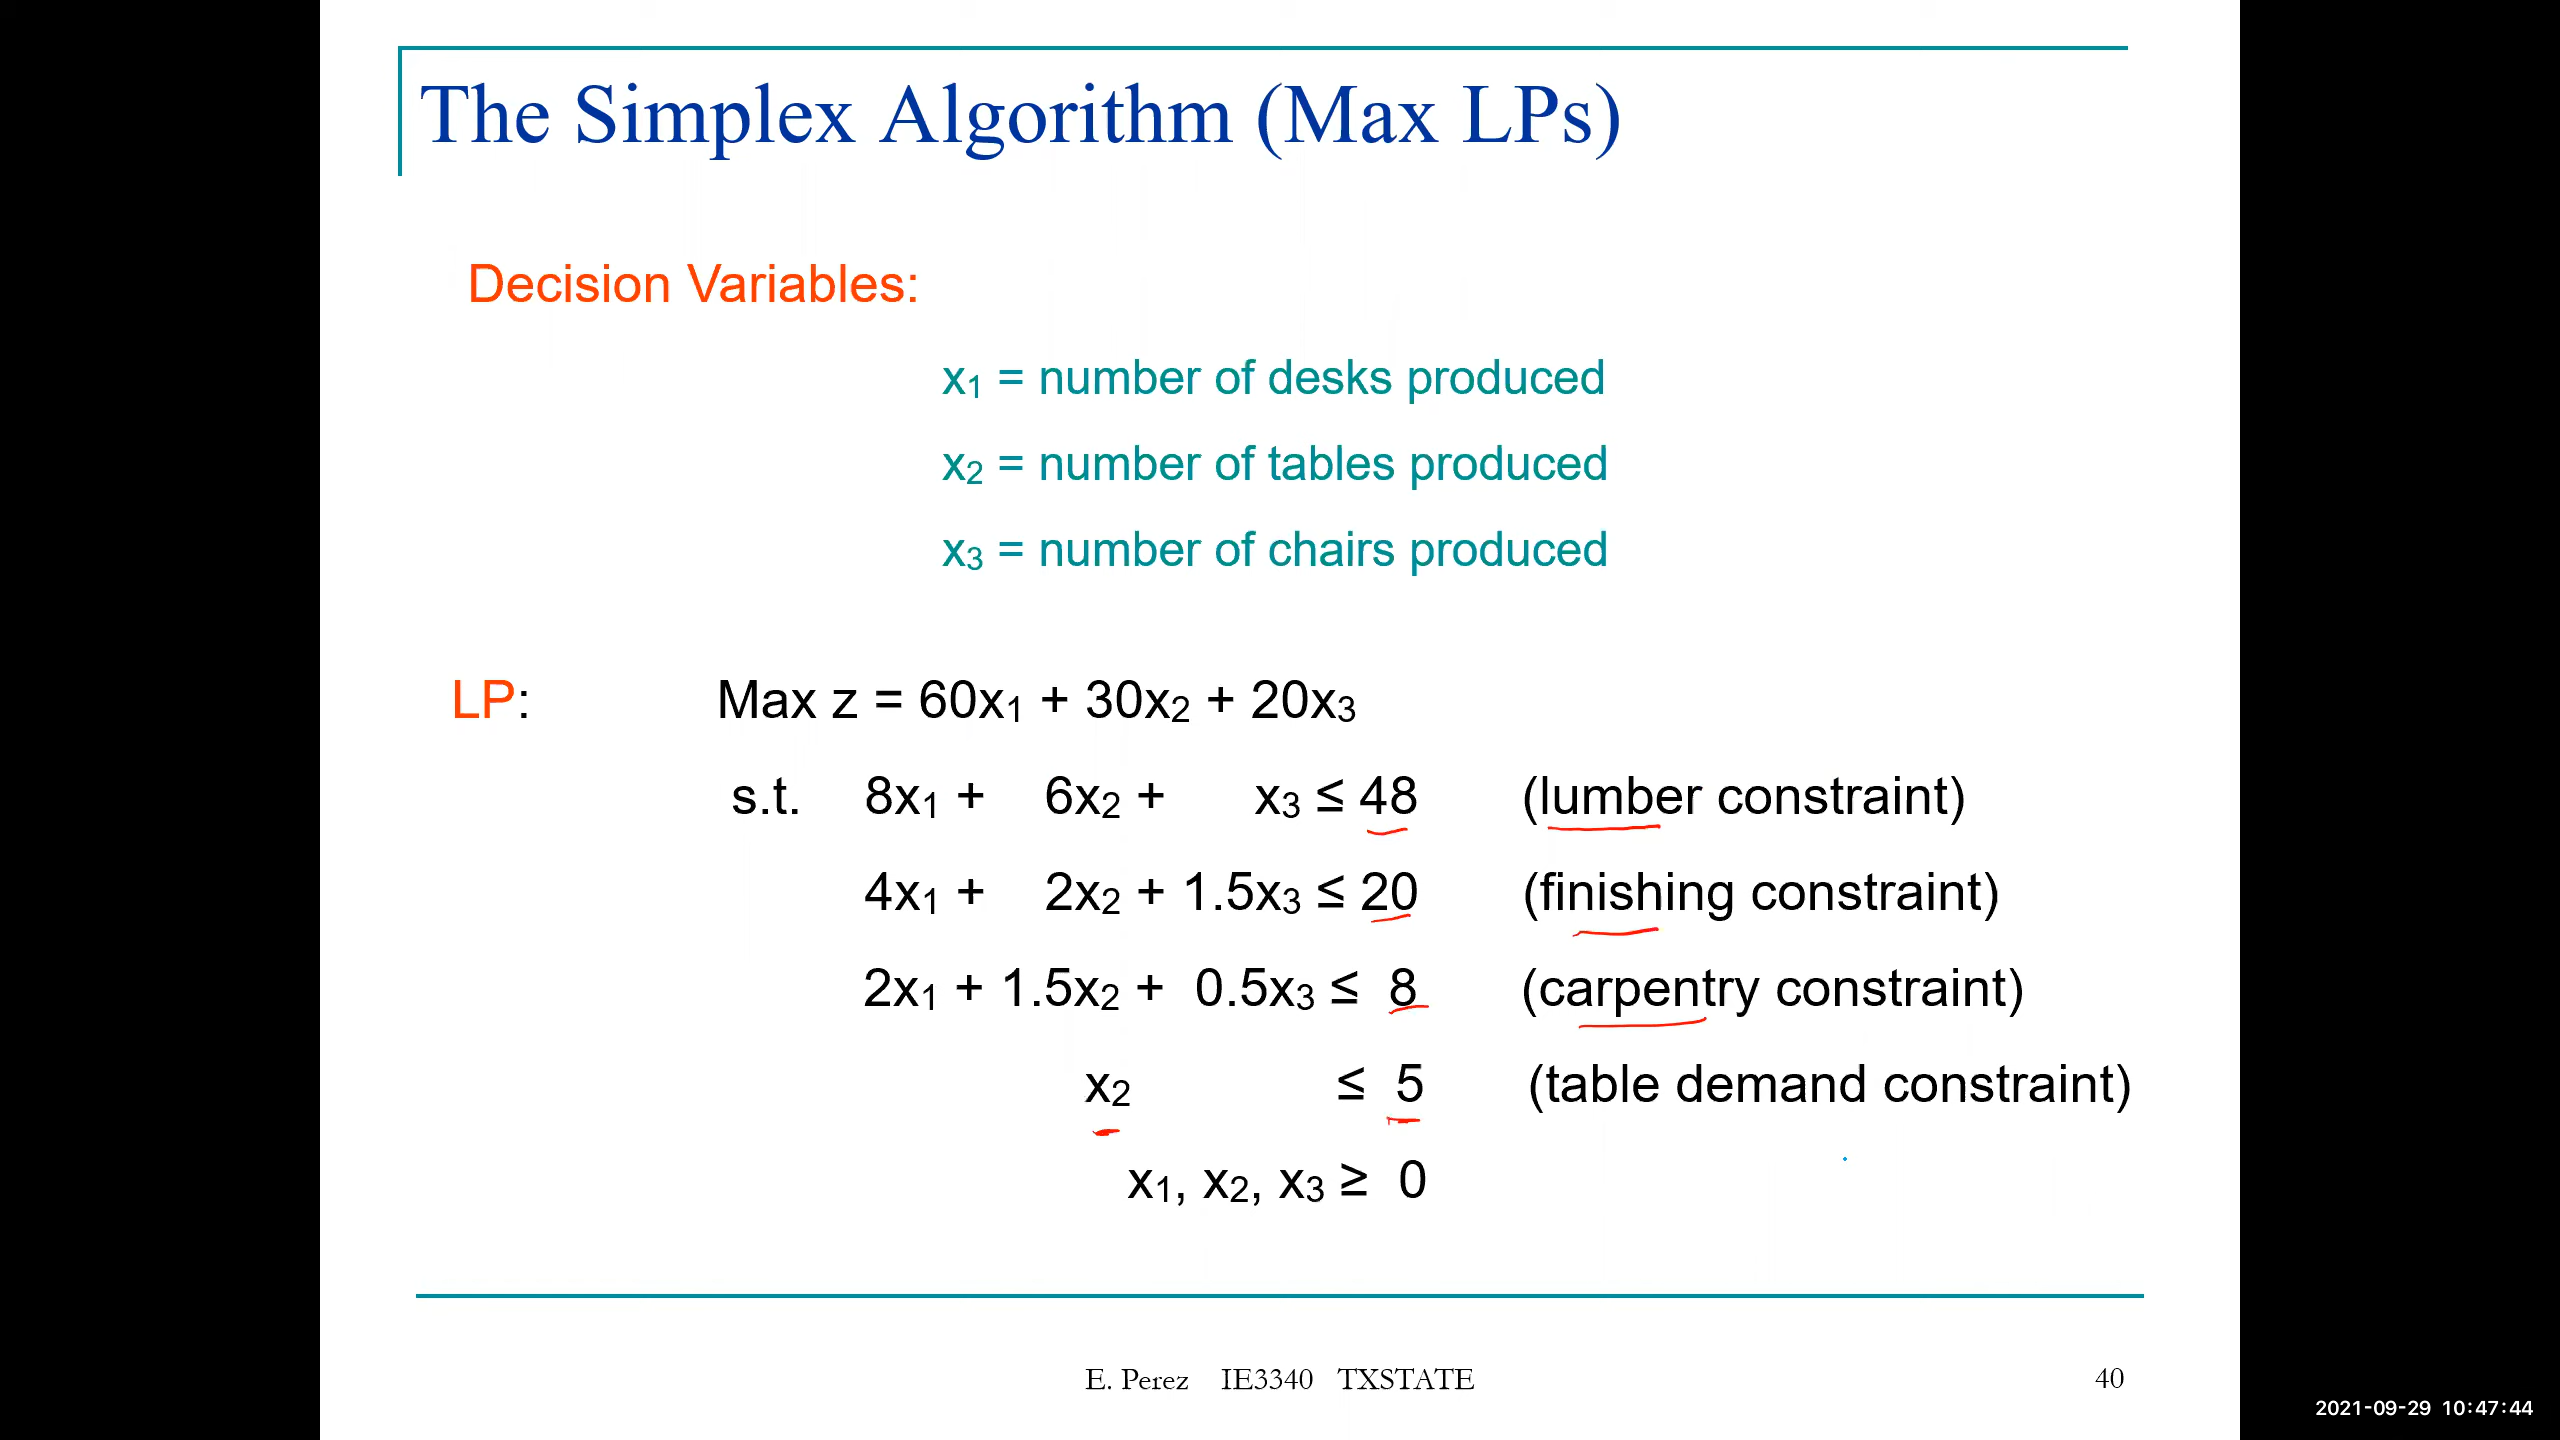 The Simplex Algorithm (Max LPs)
Decision Variables:
x₁ = number of desks produced
x₂ = number of tables produced
x₃ = number of chairs produced
LP: Max z = 60x₁ + 30x₂ + 20x₃
s.t. 8x₁ + 6x₂ + x₃ ≤ 48 (lumber constraint)
4x₁ + 2x₂ + 1.5x₃ ≤ 20 (finishing constraint)
2x₁ + 1.5x₂ + 0.5x₃ ≤ 8 (carpentry constraint)
x₂ ≤ 5 (table demand constraint)
x₁, x₂, x₃ ≥ 0
E. Perez IE3340 TXSTATE 40
2021-09-29 10:47:44